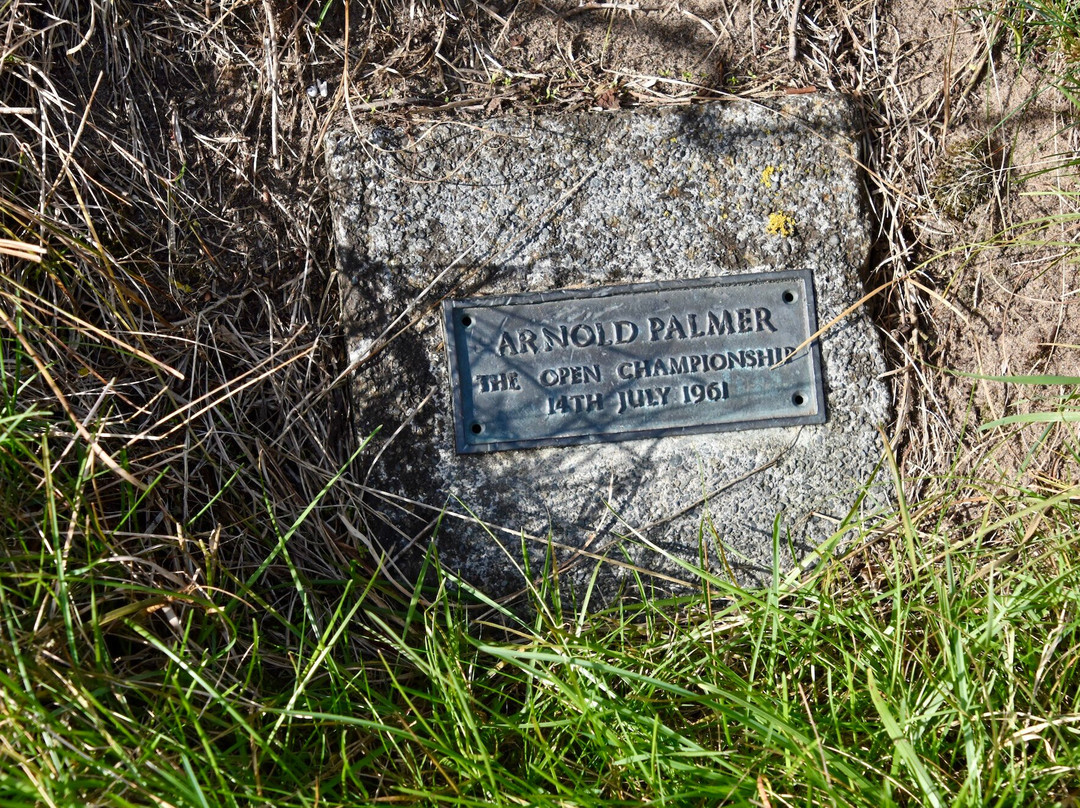 ARNOLD PALMER
THE OPEN CHAMPIONSHIP
14TH JULY 1961